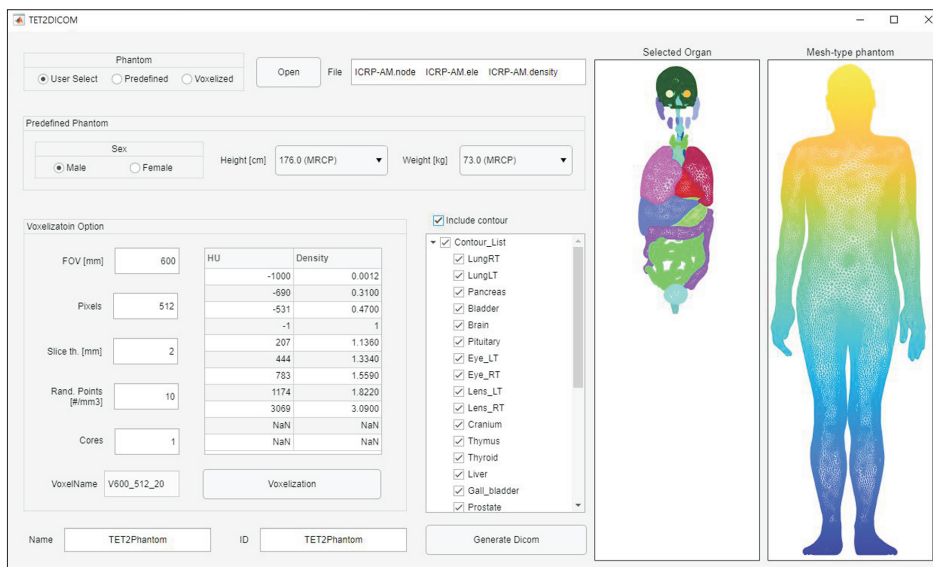 TET2DICOM
Phantom
User Select Predefined Voxelized
Open
File ICRP-AM.node ICRP-AM.ele ICRP-AM.density
Selected Organ
Mesh-type phantom
Predefined Phantom
Sex
Male Female
Height [cm] 176.0 (MRCP)
Weight [kg] 73.0 (MRCP)
Voxelizatoin Option
FOV [mm] 600
Pixels 512
Slice th. [mm] 2
Rand. Points
[#/mm3] 10
Cores 1
VoxelName V600_512_20
HU Density
-1000 0.0012
-690 0.3100
-531 0.4700
-1 1
207 1.1360
444 1.3340
783 1.5590
1174 1.8220
3069 3.0900
NaN NaN
NaN NaN
Voxelization
Include contour
Contour_List
LungRT
LungLT
Pancreas
Bladder
Brain
Pituitary
Eye_LT
Eye_RT
Lens_LT
Lens_RT
Cranium
Thymus
Thyroid
Liver
Gall_bladder
Prostate
Name TET2Phantom
ID TET2Phantom
Generate Dicom